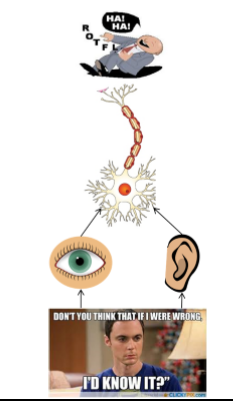 HA!
HA!
ROTFL
DON'T YOU THINK THAT IF I WERE WRONG,
I'D KNOW IT?"